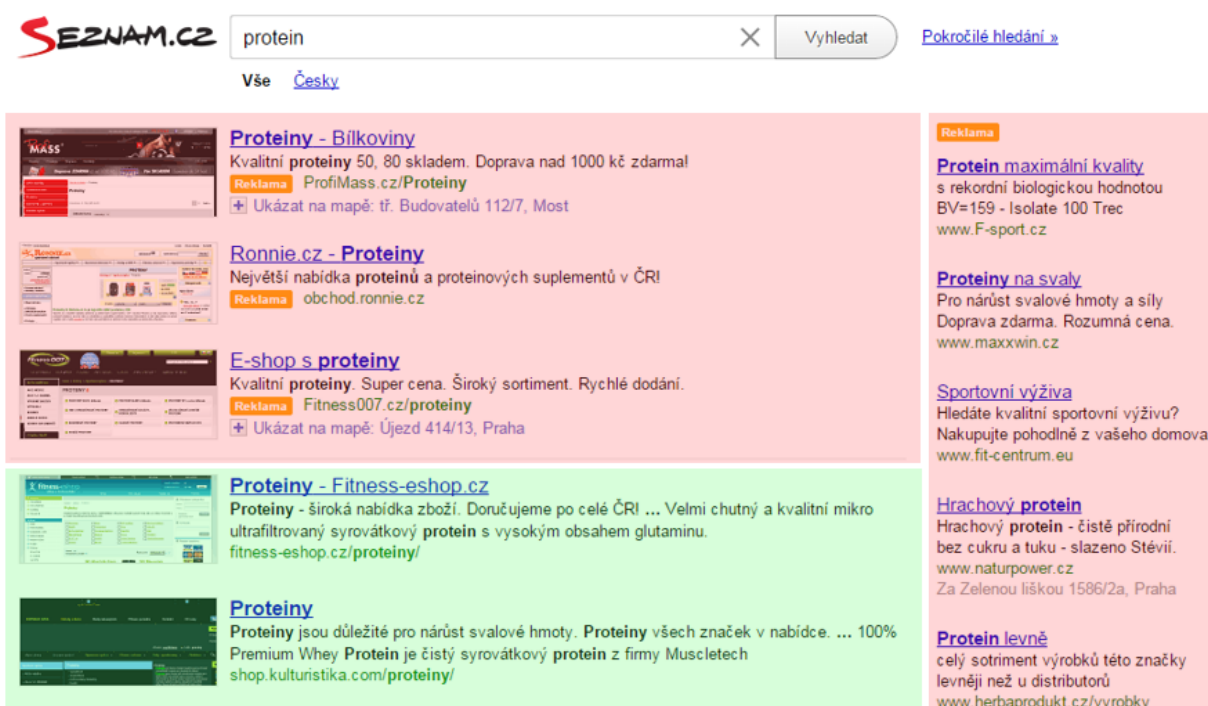 SEZNAM.CZ
protein
Vyhledat
Pokročilé hledání »
Vše Česky
MASS
Proteiny - Bílkoviny
Kvalitní proteiny 50, 80 skladem. Doprava nad 1000 kč zdarma!
Reklama ProfiMass.cz/Proteiny
Ukázat na mapě: tř. Budovatelů 112/7, Most
Ronnie.cz - Proteiny
Největší nabídka proteinů a proteinových suplementů v ČR!
Reklama obchod.ronnie.cz
E-shop s proteiny
Kvalitní proteiny. Super cena. Široký sortiment. Rychlé dodání.
Reklama Fitness007.cz/proteiny
Ukázat na mapě: Újezd 414/13, Praha
Proteiny - Fitness-eshop.cz
Proteiny - široká nabídka zboží. Doručujeme po celé ČR! ... Velmi chutný a kvalitní mikro
ultrafiltrovaný syrovátkový protein s vysokým obsahem glutaminu.
fitness-eshop.cz/proteiny/
Proteiny
Proteiny jsou důležité pro nárůst svalové hmoty. Proteiny všech značek v nabídce. ... 100%
Premium Whey Protein je čistý syrovátkový protein z firmy Muscletech
shop.kulturistika.com/proteiny/
Reklama
Protein maximální kvality
s rekordní biologickou hodnotou
BV=159 - Isolate 100 Trec
www.F-sport.cz
Proteiny na svaly
Pro nárůst svalové hmoty a síly
Doprava zdarma. Rozumná cena.
www.maxxwin.cz
Sportovní výživa
Hledáte kvalitní sportovní výživu?
Nakupujte pohodlně z vašeho domova
www.fit-centrum.eu
Hrachový protein
Hrachový protein - čistě přírodní
bez cukru a tuku - slazeno Stévií.
www.naturpower.cz
Za Zelenou liškou 1586/2a, Praha
Protein levně
celý sotriment výrobků této značky
levněji než u distributorů
www.herbaprodukt.cz/vyrobky